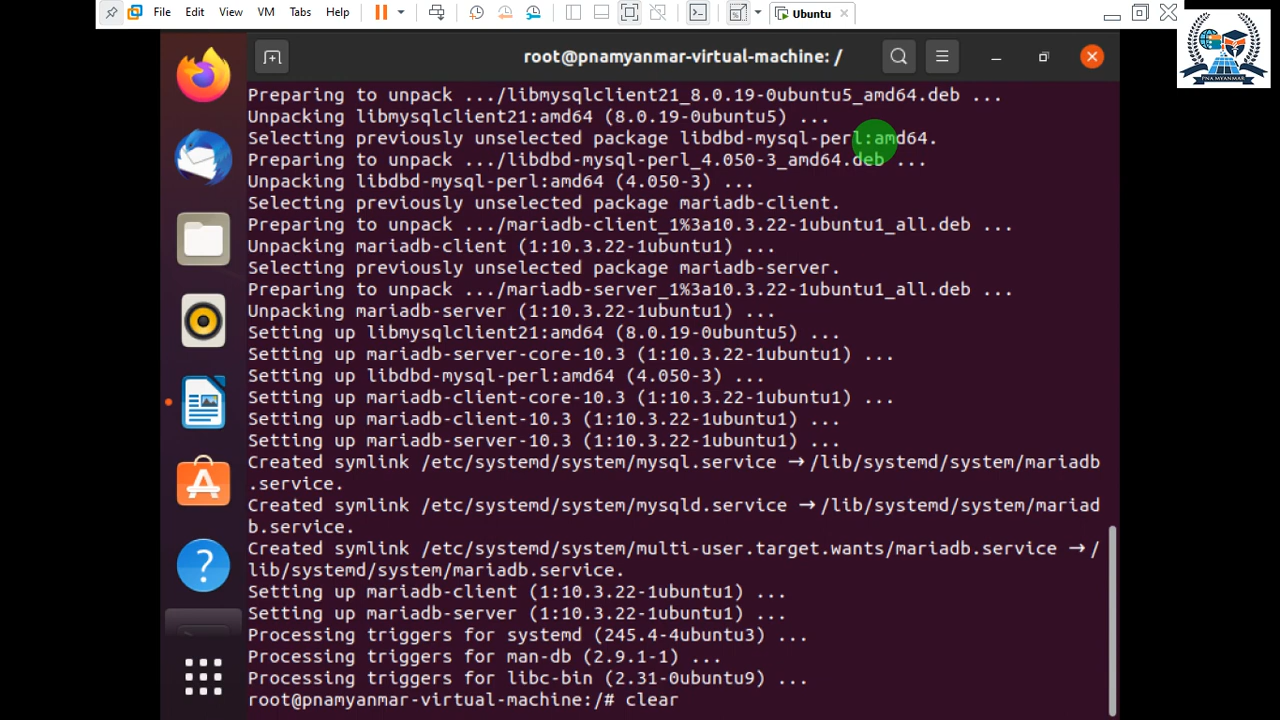 File Edit View VM Tabs Help Ubuntu
root@pnamyanmar-virtual-machine: /
PNA MYANMAR
Preparing to unpack .../libmysqlclient21_8.0.19-0ubuntu5_amd64.deb ...
Unpacking libmysqlclient21:amd64 (8.0.19-0ubuntu5) ...
Selecting previously unselected package libdbd-mysql-perl:amd64.
Preparing to unpack .../libdbd-mysql-perl_4.050-3_amd64.deb ...
Unpacking libdbd-mysql-perl:amd64 (4.050-3) ...
Selecting previously unselected package mariadb-client.
Preparing to unpack .../mariadb-client_1%3a10.3.22-1ubuntu1_all.deb ...
Unpacking mariadb-client (1:10.3.22-1ubuntu1) ...
Selecting previously unselected package mariadb-server.
Preparing to unpack .../mariadb-server_1%3a10.3.22-1ubuntu1_all.deb ...
Unpacking mariadb-server (1:10.3.22-1ubuntu1) ...
Setting up libmysqlclient21:amd64 (8.0.19-0ubuntu5) ...
Setting up mariadb-server-core-10.3 (1:10.3.22-1ubuntu1) ...
Setting up libdbd-mysql-perl:amd64 (4.050-3) ...
Setting up mariadb-client-core-10.3 (1:10.3.22-1ubuntu1) ...
Setting up mariadb-client-10.3 (1:10.3.22-1ubuntu1) ...
Setting up mariadb-server-10.3 (1:10.3.22-1ubuntu1) ...
Created symlink /etc/systemd/system/mysql.service → /lib/systemd/system/mariadb
.service.
Created symlink /etc/systemd/system/mysqld.service → /lib/systemd/system/mariad
b.service.
Created symlink /etc/systemd/system/multi-user.target.wants/mariadb.service → /
lib/systemd/system/mariadb.service.
Setting up mariadb-client (1:10.3.22-1ubuntu1) ...
Setting up mariadb-server (1:10.3.22-1ubuntu1) ...
Processing triggers for systemd (245.4-4ubuntu3) ...
Processing triggers for man-db (2.9.1-1) ...
Processing triggers for libc-bin (2.31-0ubuntu9) ...
root@pnamyanmar-virtual-machine:/# clear